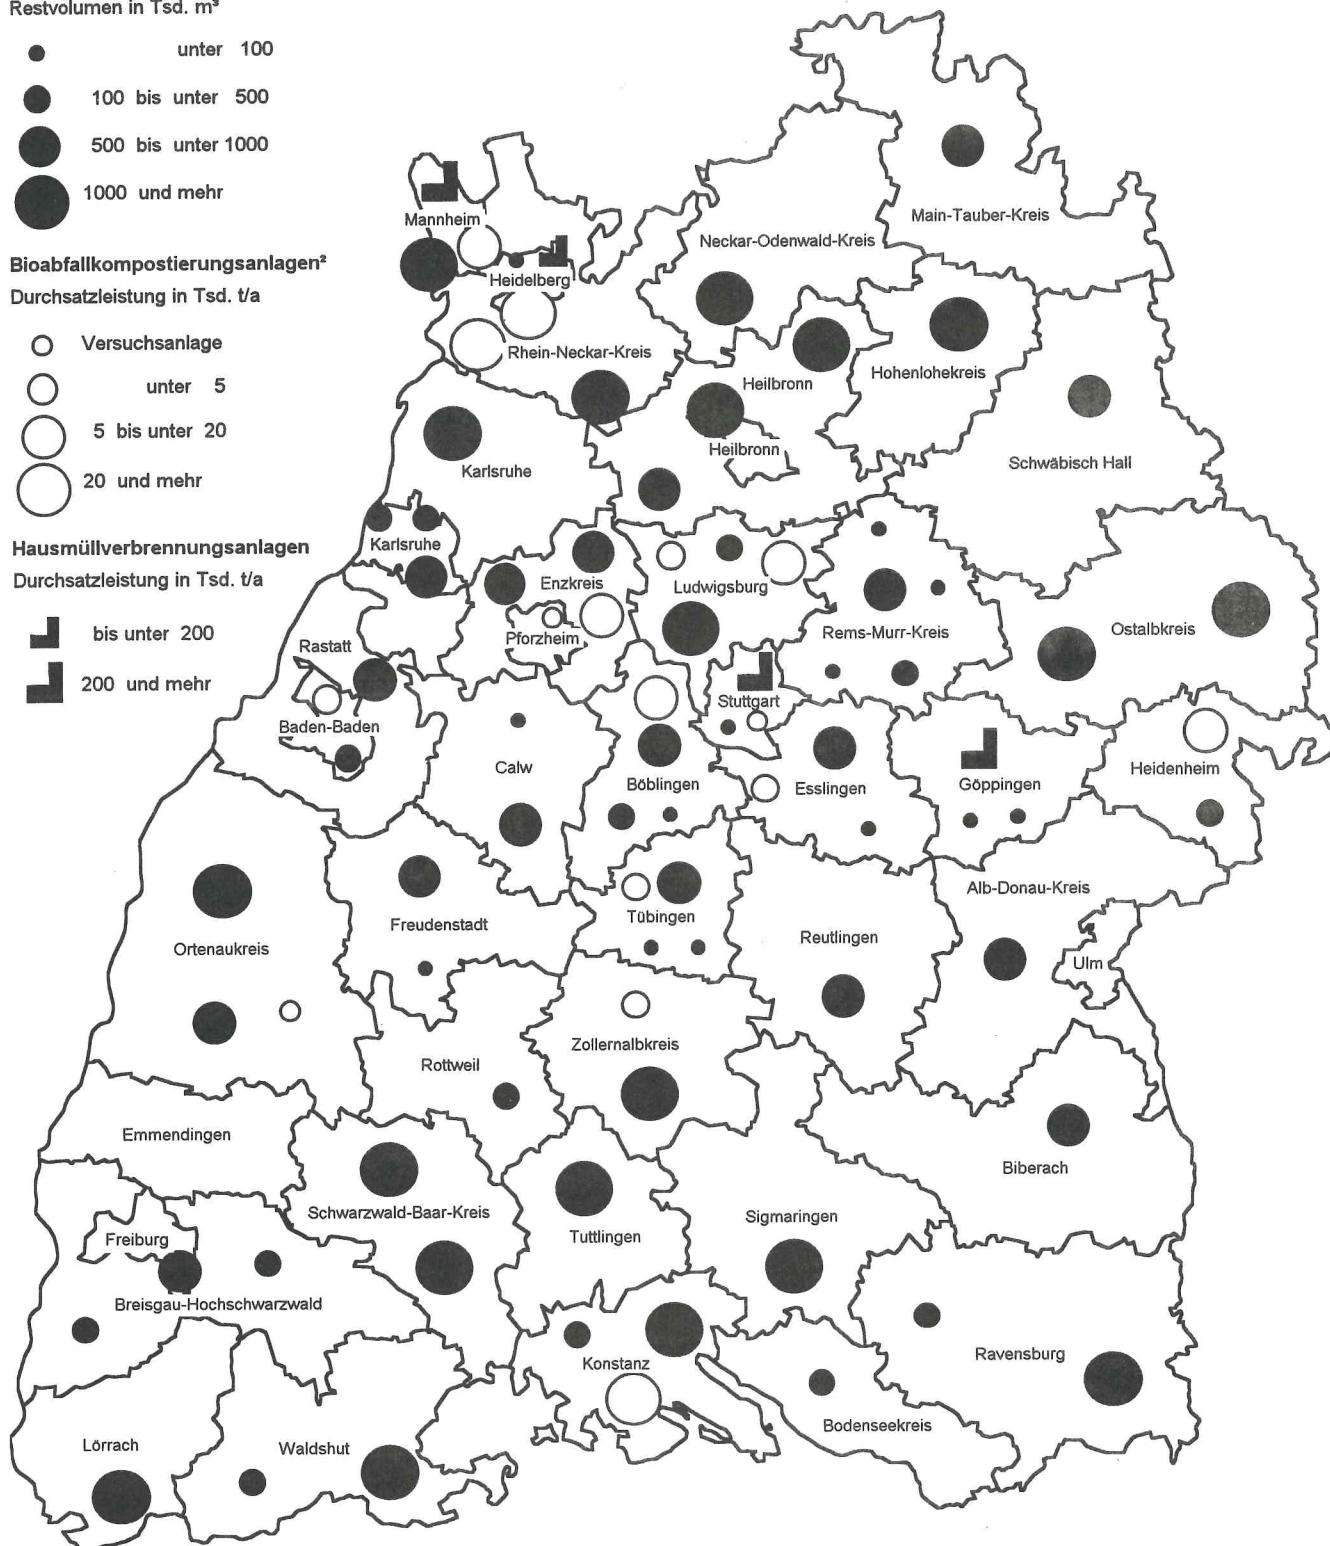 Restvolumen in Tsd. m³
unter 100
100 bis unter 500
500 bis unter 1000
1000 und mehr
Bioabfallkompostierungsanlagen²
Durchsatzleistung in Tsd. t/a
Versuchsanlage
unter 5
5 bis unter 20
20 und mehr
Hausmüllverbrennungsanlagen
Durchsatzleistung in Tsd. t/a
bis unter 200
200 und mehr
Mannheim
Heidelberg
Rhein-Neckar-Kreis
Neckar-Odenwald-Kreis
Main-Tauber-Kreis
Heilbronn
Hohenlohekreis
Heilbronn
Schwäbisch Hall
Karlsruhe
Karlsruhe
Enzkreis
Pforzheim
Ludwigsburg
Rems-Murr-Kreis
Ostalbkreis
Rastatt
Baden-Baden
Calw
Böblingen
Stuttgart
Esslingen
Göppingen
Heidenheim
Ortenaukreis
Freudenstadt
Tübingen
Reutlingen
Alb-Donau-Kreis
Ulm
Rottweil
Zollernalbkreis
Emmendingen
Biberach
Schwarzwald-Baar-Kreis
Tuttlingen
Sigmaringen
Freiburg
Breisgau-Hochschwarzwald
Konstanz
Ravensburg
Bodenseekreis
Lörrach
Waldshut